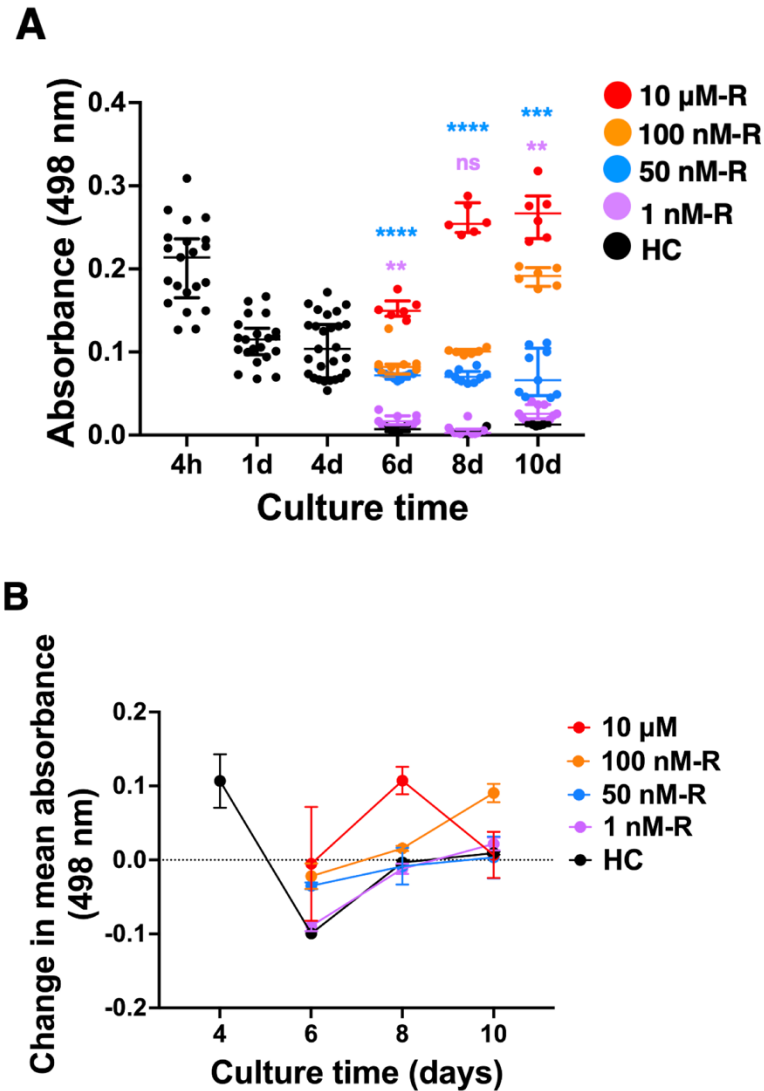 A
Absorbance (498 nm)
0.4
0.3
0.2
0.1
0.0
4h 1d 4d 6d 8d 10d
Culture time
****
**
****
ns
***
**
10 µM-R
100 nM-R
50 nM-R
1 nM-R
HC
B
Change in mean absorbance
(498 nm)
0.2
0.1
0.0
-0.1
-0.2
4 6 8 10
Culture time (days)
10 µM
100 nM-R
50 nM-R
1 nM-R
HC